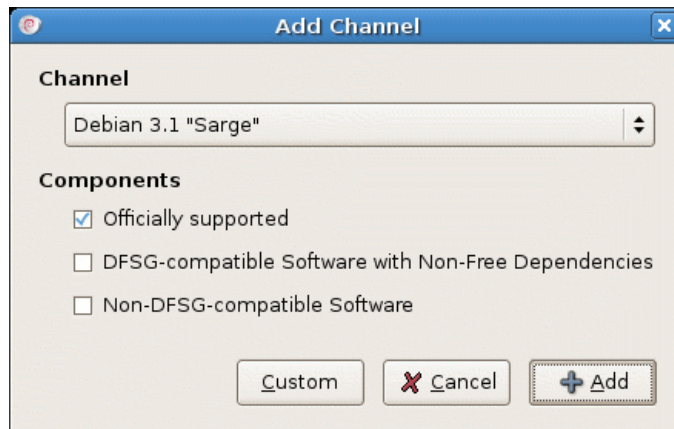 Add Channel
Channel
Debian 3.1 "Sarge"
Components
Officially supported
DFSG-compatible Software with Non-Free Dependencies
Non-DFSG-compatible Software
Custom
Cancel
Add